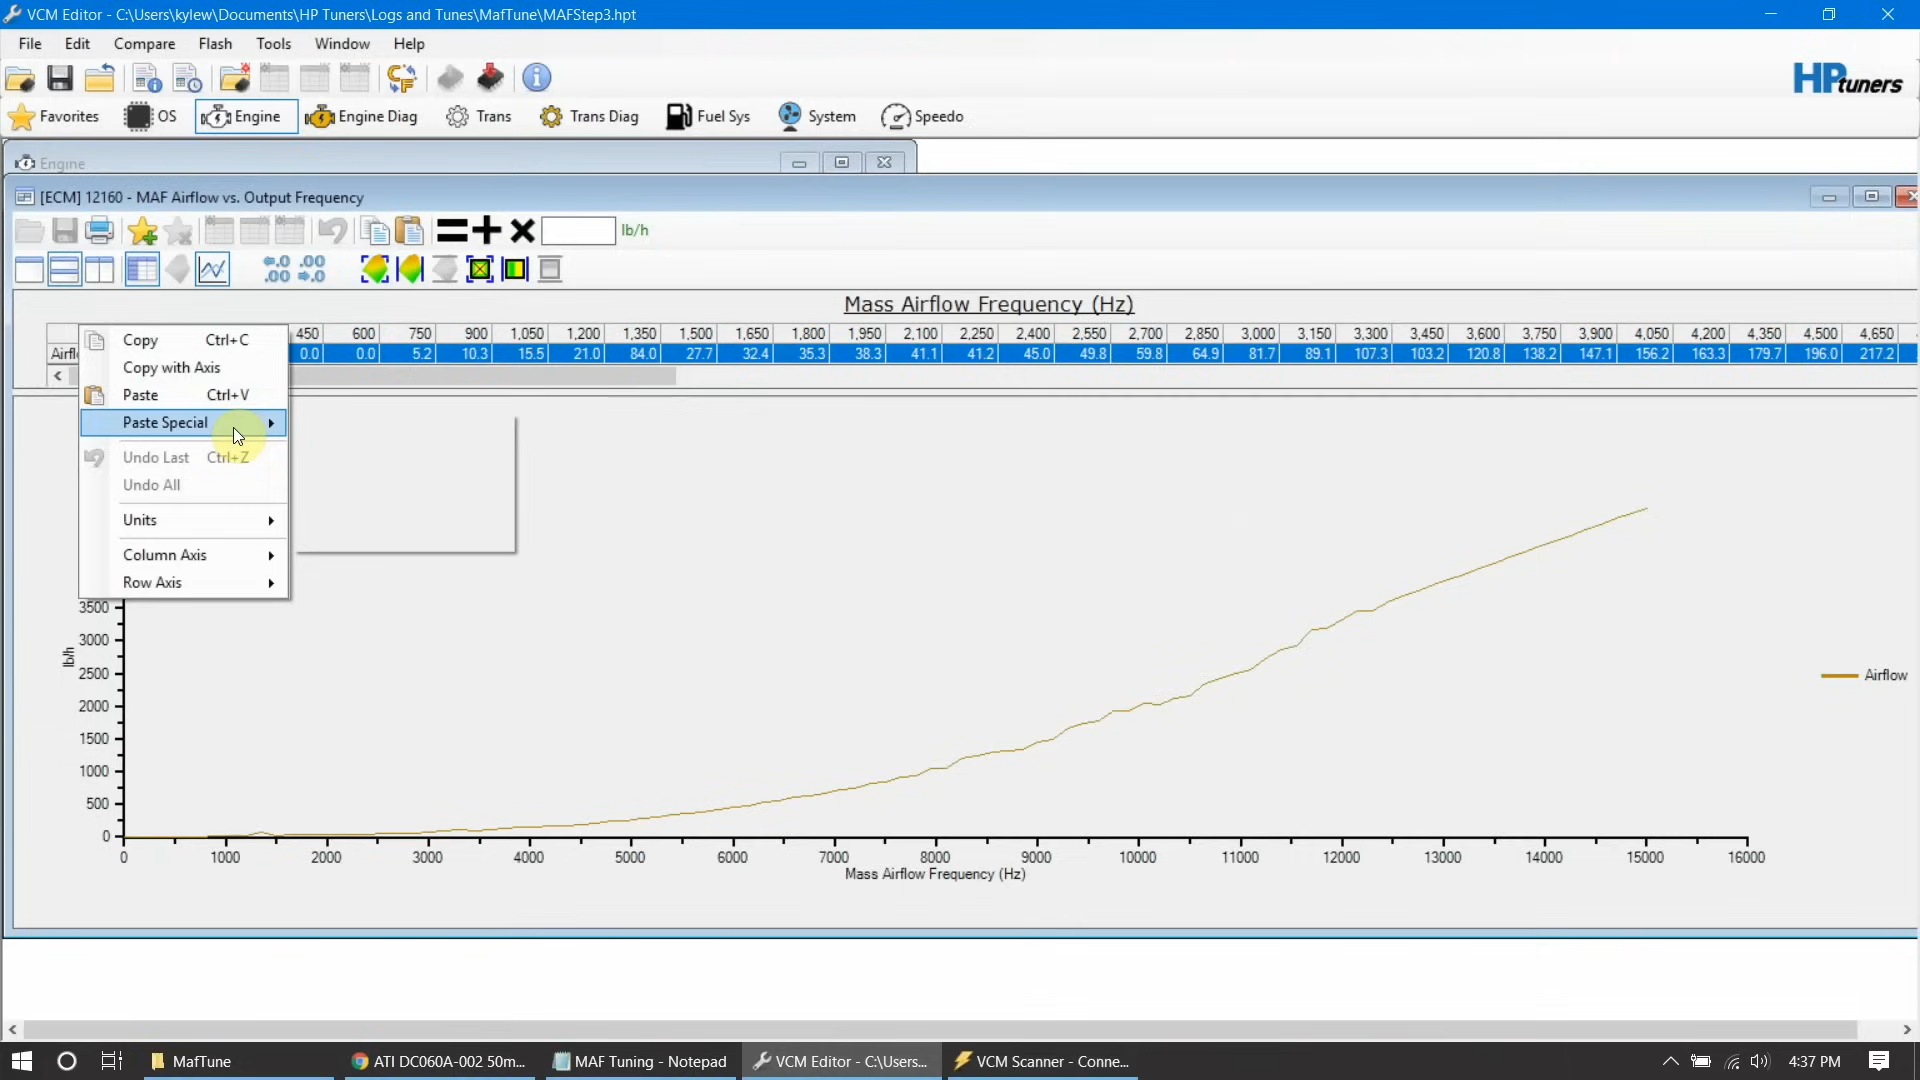 VCM Editor - C:\Users\kylew\Documents\HP Tuners\Logs and Tunes\MafTune\MAFStep3.hpt
File Edit Compare Flash Tools Window Help
HPtuners
Favorites OS Engine Engine Diag Trans Trans Diag Fuel Sys System Speedo
Engine
[ECM] 12160 - MAF Airflow vs. Output Frequency
lb/h
←.0 .00
.00 →.0
Mass Airflow Frequency (Hz)
450 600 750 900 1,050 1,200 1,350 1,500 1,650 1,800 1,950 2,100 2,250 2,400 2,550 2,700 2,850 3,000 3,150 3,300 3,450 3,600 3,750 3,900 4,050 4,200 4,350 4,500 4,650
Airfl 0.0 0.0 5.2 10.3 15.5 21.0 84.0 27.7 32.4 35.3 38.3 41.1 41.2 45.0 49.8 59.8 64.9 81.7 89.1 107.3 103.2 120.8 138.2 147.1 156.2 163.3 179.7 196.0 217.2
Copy Ctrl+C
Copy with Axis
Paste Ctrl+V
Paste Special
Undo Last Ctrl+Z
Undo All
Units
Column Axis
Row Axis
3500
3000
2500
2000
1500
1000
500
0
lb/h
Airflow
0 1000 2000 3000 4000 5000 6000 7000 8000 9000 10000 11000 12000 13000 14000 15000 16000
Mass Airflow Frequency (Hz)
MafTune ATI DC060A-002 50m... MAF Tuning - Notepad VCM Editor - C:\Users... VCM Scanner - Conne... 4:37 PM